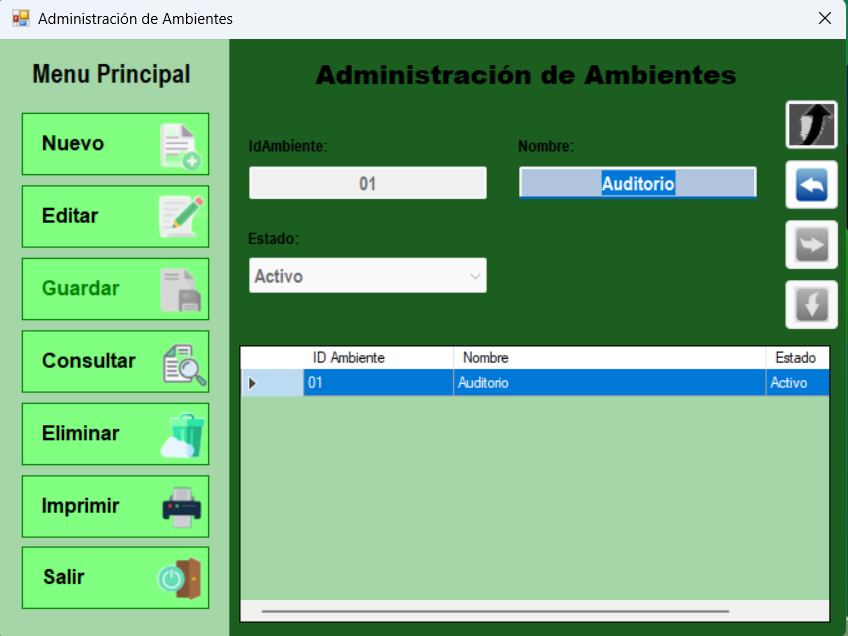 Administración de Ambientes
Menu Principal
Nuevo
Editar
Guardar
Consultar
Eliminar
Imprimir
Salir
Administración de Ambientes
IdAmbiente: Nombre:
01 Auditorio
Estado:
Activo
ID Ambiente Nombre Estado
01 Auditorio Activo